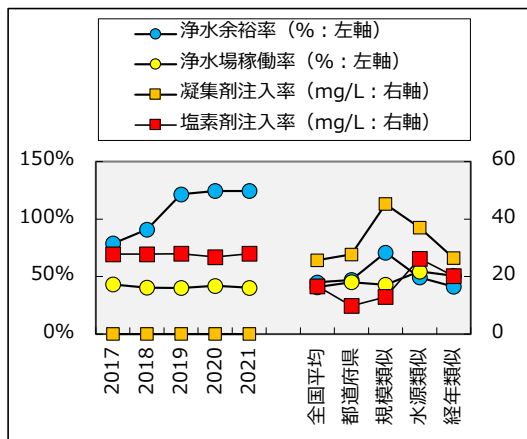 浄水余裕率（%：左軸）
浄水場稼働率（%：左軸）
凝集剤注入率（mg/L：右軸）
塩素剤注入率（mg/L：右軸）
150%
100%
50%
0%
60
40
20
0
2017
2018
2019
2020
2021
全国平均
都道府県
規模類似
水源類似
経年類似